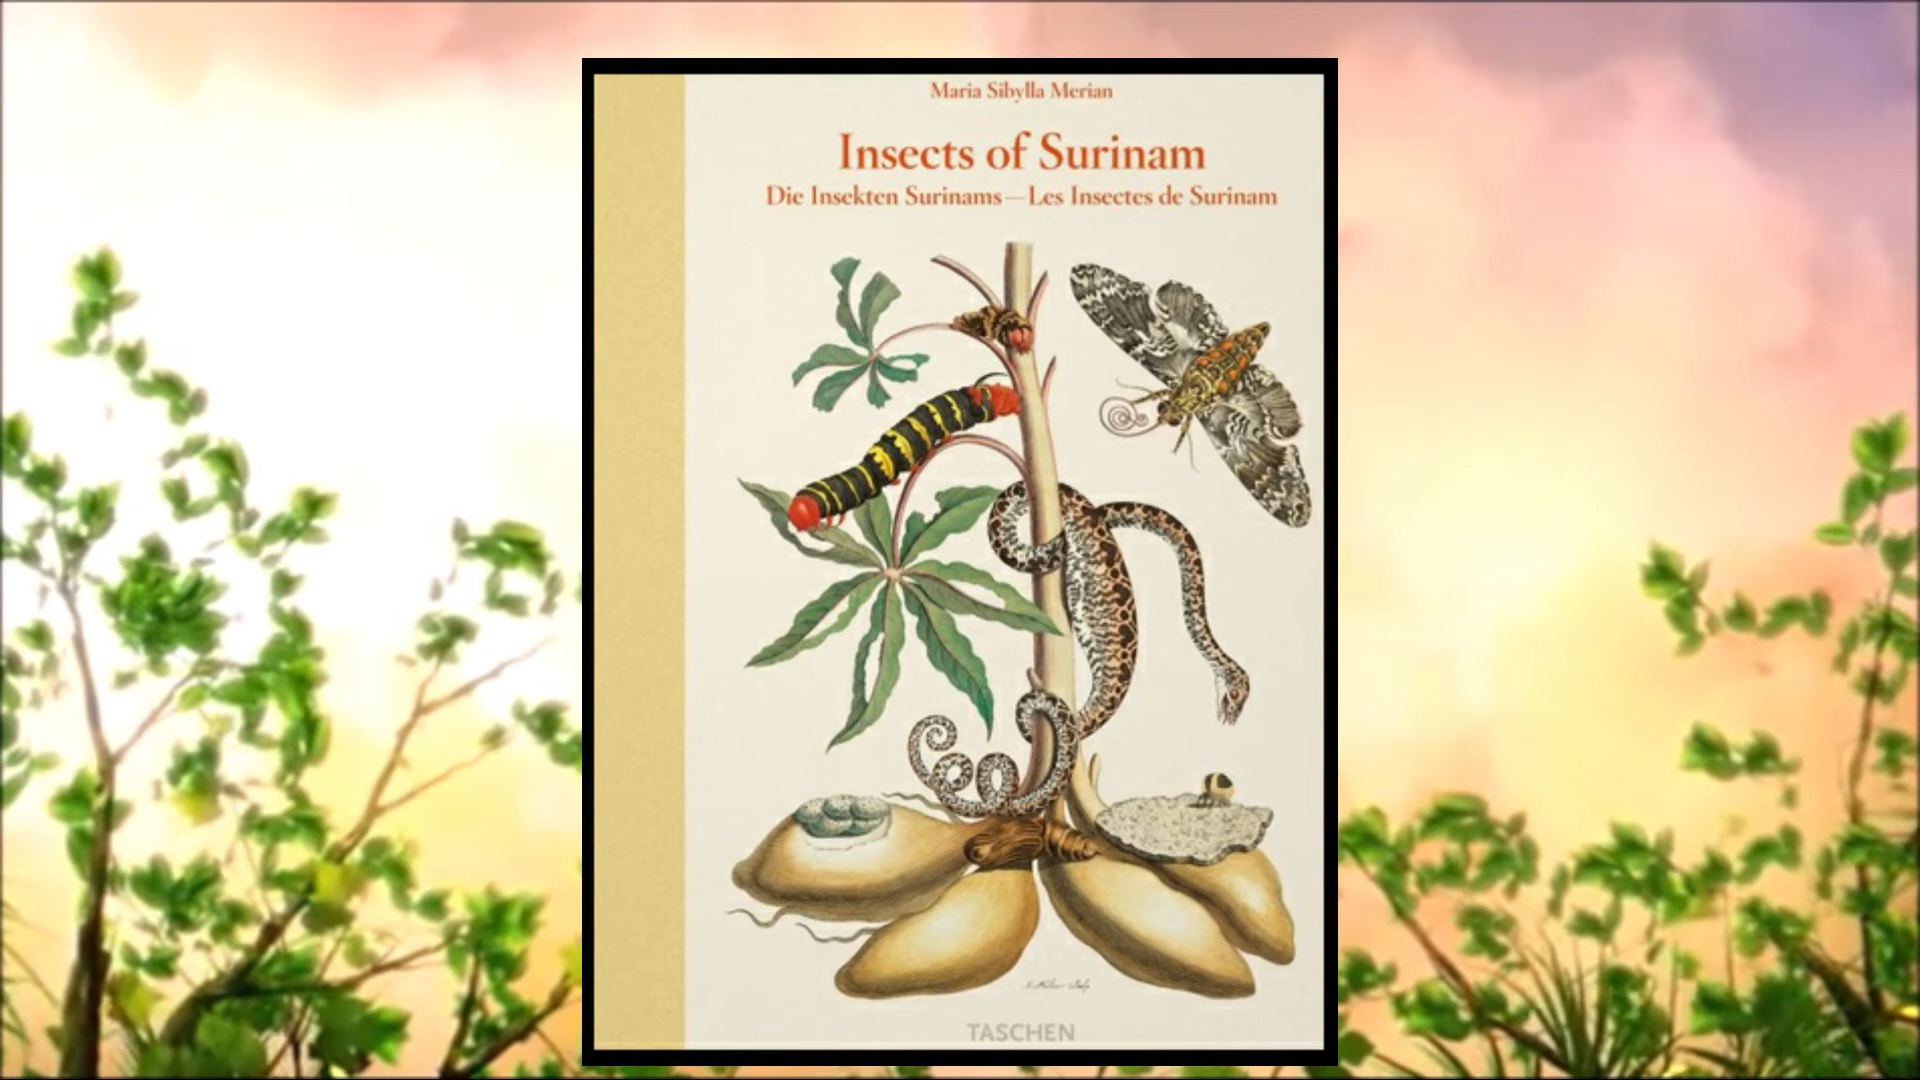 Maria Sibylla Merian
Insects of Surinam
Die Insekten Surinams—Les Insectes de Surinam
TASCHEN